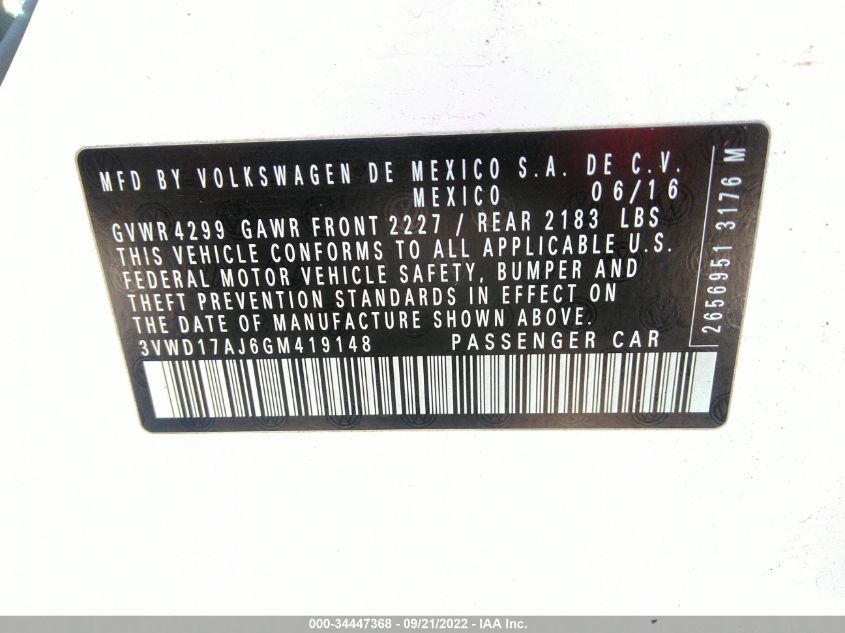 MFD BY VOLKSWAGEN DE MEXICO S.A. DE C.V.
MEXICO 06/16
GVWR 4299 GAWR FRONT 2227 / REAR 2183 LBS
THIS VEHICLE CONFORMS TO ALL APPLICABLE U.S.
FEDERAL MOTOR VEHICLE SAFETY, BUMPER AND
THEFT PREVENTION STANDARDS IN EFFECT ON
THE DATE OF MANUFACTURE SHOWN ABOVE.
3VWD17AJ6GM419148 PASSENGER CAR
2656951 3176 M
000-34447368 - 09/21/2022 - IAA Inc.